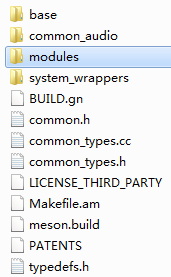 base
common_audio
modules
system_wrappers
BUILD.gn
common.h
common_types.cc
common_types.h
LICENSE_THIRD_PARTY
Makefile.am
meson.build
PATENTS
typedefs.h